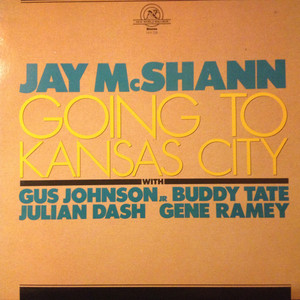 JAY McSHANN
GOING TO
KANSAS CITY
WITH
GUS JOHNSON JR. BUDDY TATE
JULIAN DASH GENE RAMEY